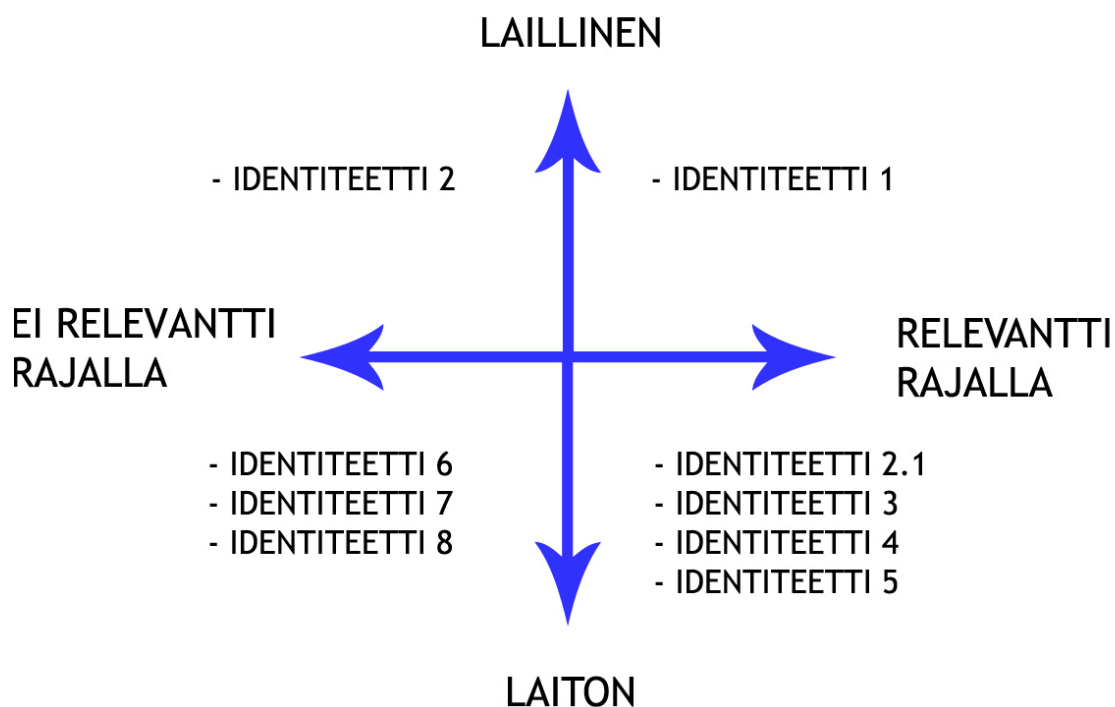 LAILLINEN
- IDENTITEETTI 2
- IDENTITEETTI 1
EI RELEVANTTI
RAJALLA
RELEVANTTI
RAJALLA
- IDENTITEETTI 6
- IDENTITEETTI 7
- IDENTITEETTI 8
- IDENTITEETTI 2.1
- IDENTITEETTI 3
- IDENTITEETTI 4
- IDENTITEETTI 5
LAITON